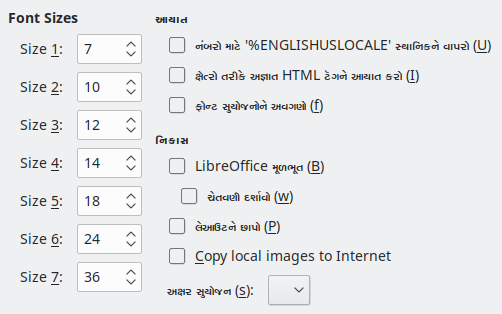 Font Sizes
Size 1: 7
Size 2: 10
Size 3: 12
Size 4: 14
Size 5: 18
Size 6: 24
Size 7: 36
આયાત
નંબરો માટે '%ENGLISHUSLOCALE' સ્થાનિકને વાપરો (U)
ક્ષેત્રો તરીકે અજ્ઞાત HTML ટેગને આયાત કરો (I)
ફોન્ટ સુયોજનોને અવગણો (f)
નિકાસ
LibreOffice મૂળભૂત (B)
ચેતવણી દર્શાવો (w)
લેઆઉટને છાપો (P)
Copy local images to Internet
અક્ષર સુયોજન (s):